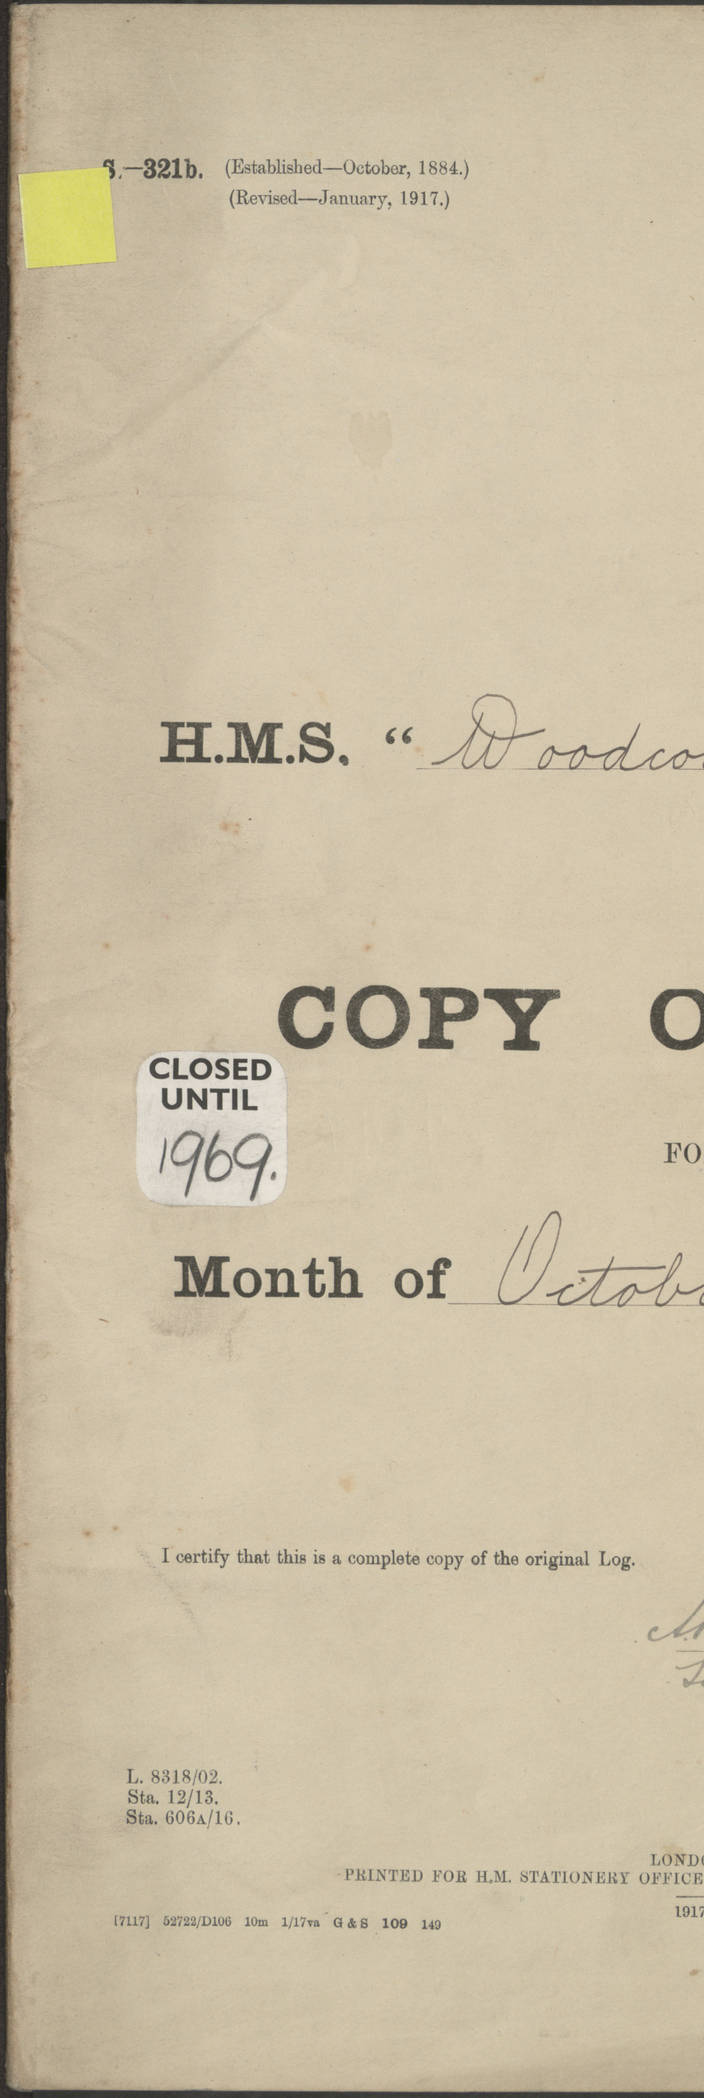 S.—321b. (Established—October, 1884.)
(Revised—January, 1917.)
H.M.S. “ Woodco
COPY O
CLOSED
UNTIL
1969.
FO
Month of Octob
I certify that this is a complete copy of the original Log.
L. 8318/02.
Sta. 12/13.
Sta. 606A/16.
LONDO
PRINTED FOR H.M. STATIONERY OFFICE
1917
[7117] 52722/D106 10m 1/17va G & S 109 149